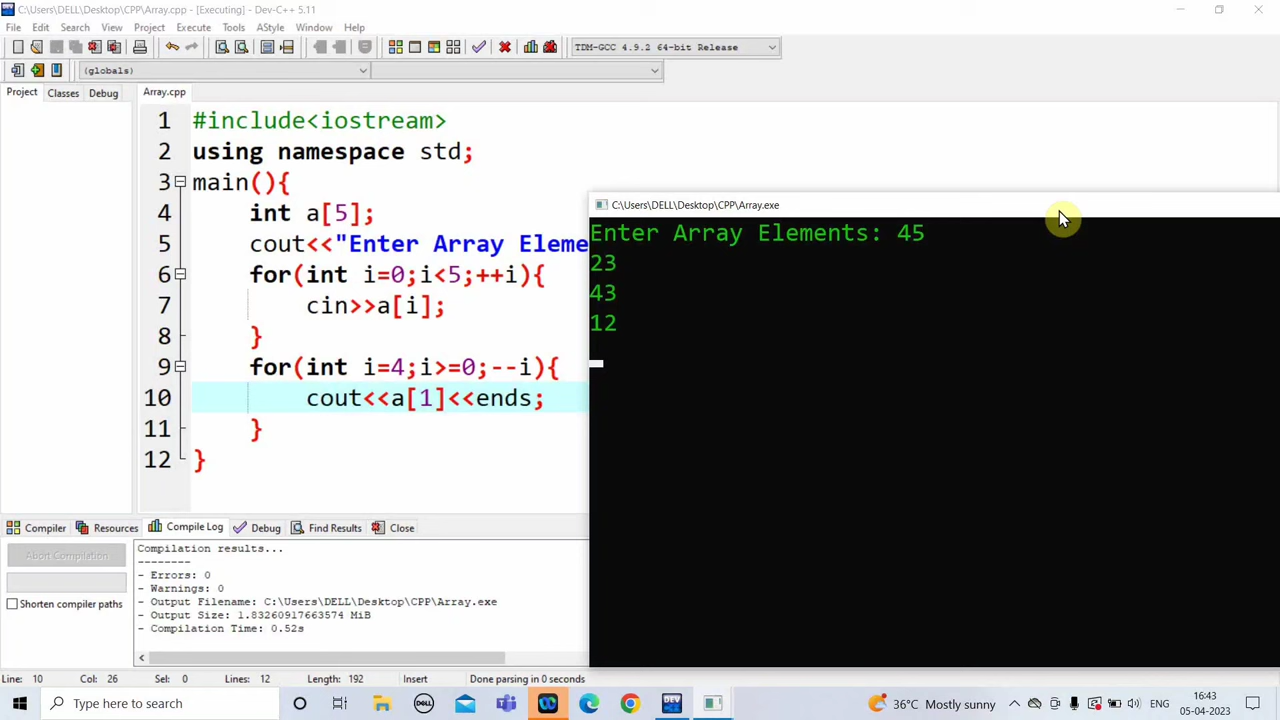 C:\Users\DELL\Desktop\CPP\Array.cpp - [Executing] - Dev-C++ 5.11
File Edit Search View Project Execute Tools AStyle Window Help
TDM-GCC 4.9.2 64-bit Release
(globals)
Project Classes Debug
Array.cpp
1 #include<iostream>
2 using namespace std;
3 main(){
4 int a[5];
5 cout<<"Enter Array Eleme
6 for(int i=0;i<5;++i){
7 cin>>a[i];
8 }
9 for(int i=4;i>=0;--i){
10 cout<<a[1]<<ends;
11 }
12 }
C:\Users\DELL\Desktop\CPP\Array.exe
Enter Array Elements: 45
23
43
12
Compiler Resources Compile Log Debug Find Results Close
Abort Compilation
Shorten compiler paths
Compilation results...
--------
- Errors: 0
- Warnings: 0
- Output Filename: C:\Users\DELL\Desktop\CPP\Array.exe
- Output Size: 1.83260917663574 MiB
- Compilation Time: 0.52s
Line: 10 Col: 26 Sel: 0 Lines: 12 Length: 192 Insert Done parsing in 0 seconds
Type here to search
DELL
DEV
36°C Mostly sunny
ENG
16:43
05-04-2023